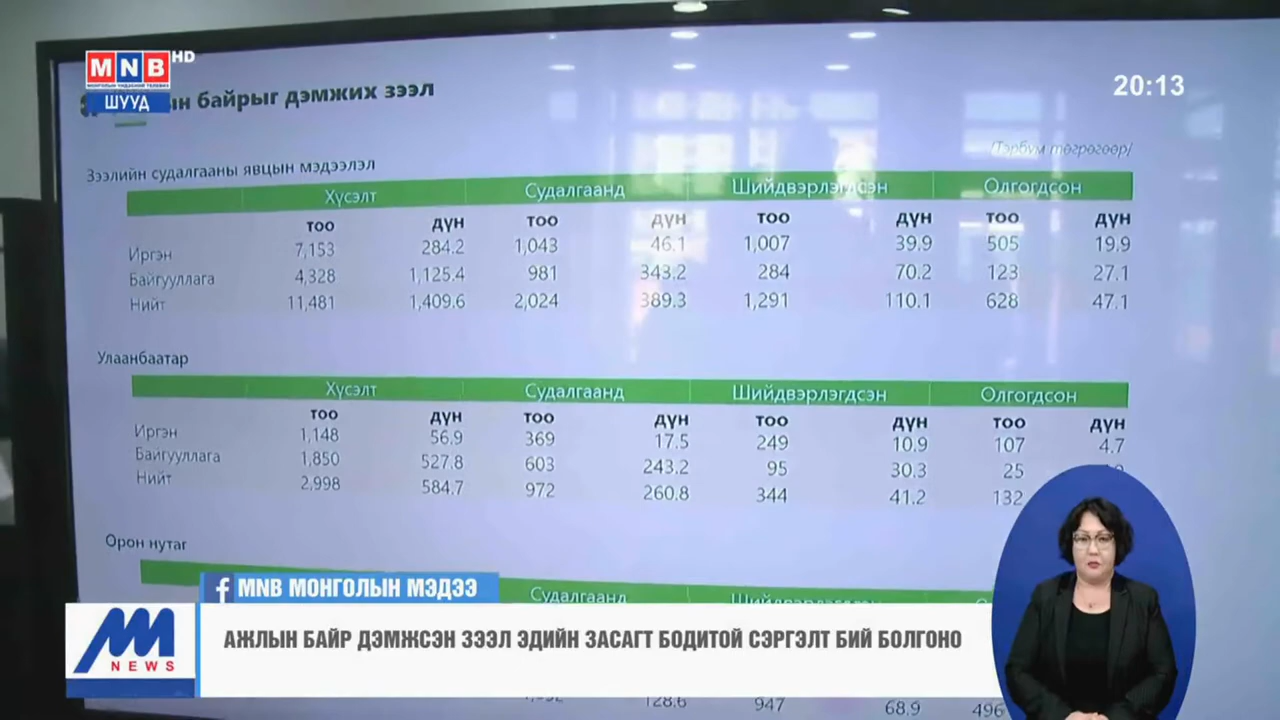 MNB HD
МОНГОЛЫН ҮНДЭСНИЙ ТЕЛЕВИЗ
ШУУД
20:13
байрыг дэмжих зээл
/Тэрбум төгрөгөөр/
Зээлийн судалгааны явцын мэдээлэл
Хүсэлт Судалгаанд Шийдвэрлэгдсэн Олгогдсон
тоо дүн тоо дүн тоо дүн тоо дүн
Иргэн 7,153 284.2 1,043 46.1 1,007 39.9 505 19.9
Байгууллага 4,328 1,125.4 981 343.2 284 70.2 123 27.1
Нийт 11,481 1,409.6 2,024 389.3 1,291 110.1 628 47.1
Улаанбаатар
Хүсэлт Судалгаанд Шийдвэрлэгдсэн Олгогдсон
тоо дүн тоо дүн тоо дүн тоо дүн
Иргэн 1,148 56.9 369 17.5 249 10.9 107 4.7
Байгууллага 1,850 527.8 603 243.2 95 30.3 25
Нийт 2,998 584.7 972 260.8 344 41.2 132
Орон нутаг
Судалгаанд Шийдвэрлэгдсэн
f MNB МОНГОЛЫН МЭДЭЭ
NEWS
АЖЛЫН БАЙР ДЭМЖСЭН ЗЭЭЛ ЭДИЙН ЗАСАГТ БОДИТОЙ СЭРГЭЛТ БИЙ БОЛГОНО
128.6 947 68.9 496